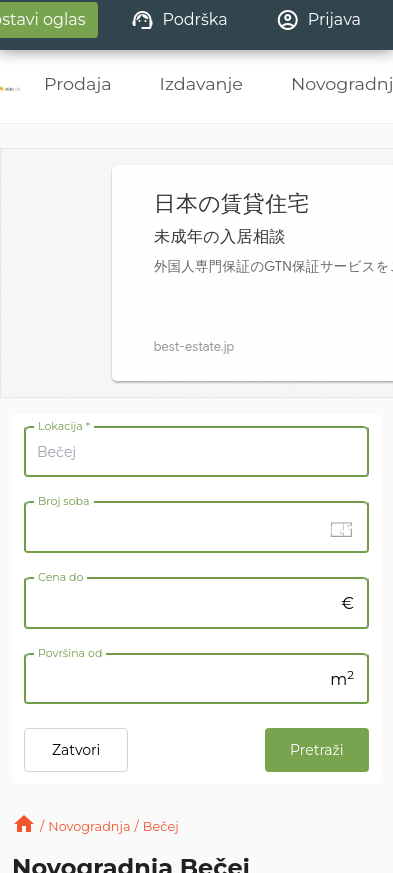 ostavi oglas
Podrška
Prijava
Prodaja
Izdavanje
Novogradnj
日本の賃貸住宅
未成年の入居相談
外国人専門保証のGTN保証サービスを
best-estate.jp
Lokacija *
Bečej
Broj soba
Cena do
€
Površina od
m²
Zatvori
Pretraži
/ Novogradnja / Bečej
Novogradnja Bečej